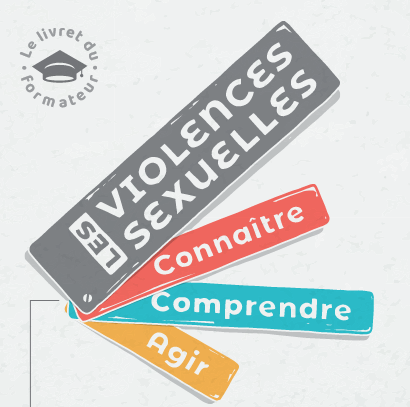 Le livret du
Formateur
LES
VIOLENCES
SEXUELLES
Connaître
Comprendre
Agir